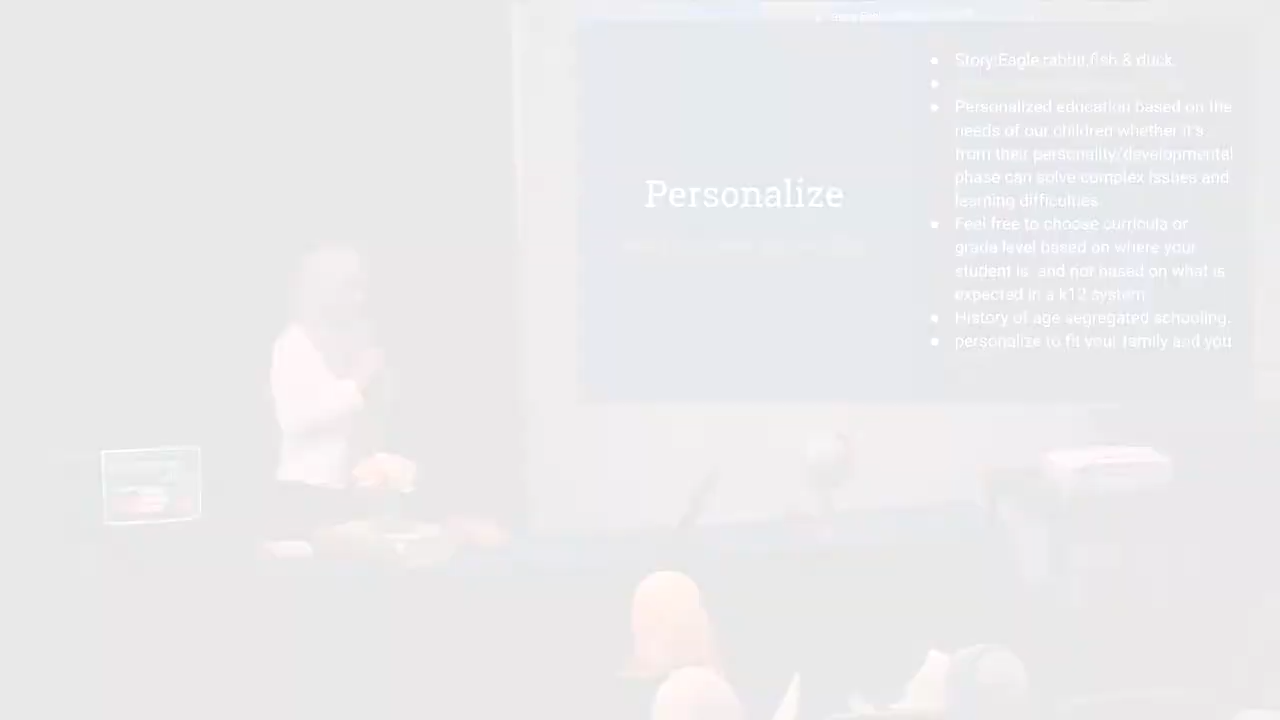 Personalize
Story:Eagle,rabbit,fish & duck
Personalized education based on the
needs of our children whether it's
from their personality/developmental
phase can solve complex issues and
learning difficulties.
Feel free to choose curricula or
grade level based on where your
student is and not based on what is
expected in a k12 system
History of age segregated schooling.
personalize to fit your family and you